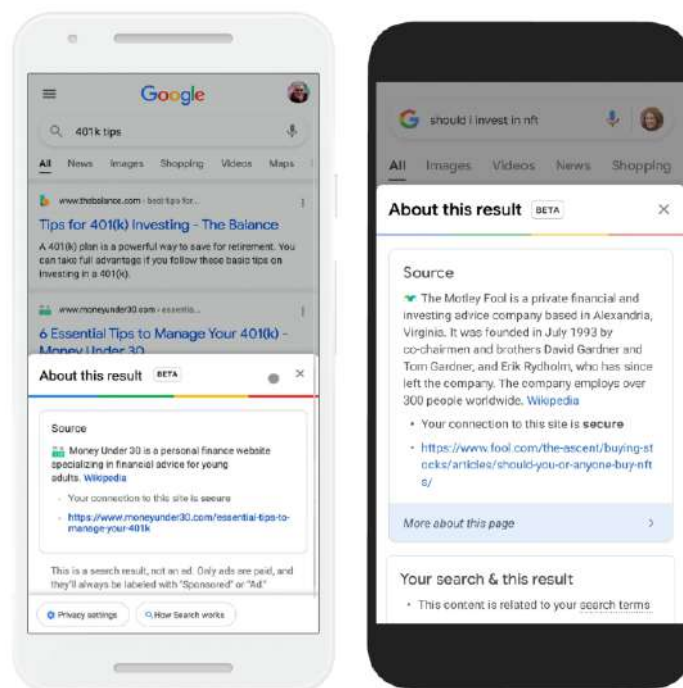 Google
401k tips
All News Images Shopping Videos Maps
www.thebalance.com › best-tips-for...
Tips for 401(k) Investing - The Balance
A 401(k) plan is a powerful way to save for retirement. You
can take full advantage if you follow these basic tips on
investing in a 401(k).
www.moneyunder30.com › essentia...
6 Essential Tips to Manage Your 401(k) -
Money Under 30
About this result BETA
Source
Money Under 30 is a personal finance website
specializing in financial advice for young
adults. Wikipedia
Your connection to this site is secure
https://www.moneyunder30.com/essential-tips-to-
manage-your-401k
This is a search result, not an ad. Only ads are paid, and
they'll always be labeled with "Sponsored" or "Ad."
Privacy settings
How Search works
should i invest in nft
All Images Videos News Shopping
About this result BETA
Source
The Motley Fool is a private financial and
investing advice company based in Alexandria,
Virginia. It was founded in July 1993 by
co-chairmen and brothers David Gardner and
Tom Gardner, and Erik Rydholm, who has since
left the company. The company employs over
300 people worldwide. Wikipedia
• Your connection to this site is secure
• https://www.fool.com/the-ascent/buying-st
ocks/articles/should-you-or-anyone-buy-nft
s/
More about this page
Your search & this result
• This content is related to your search terms